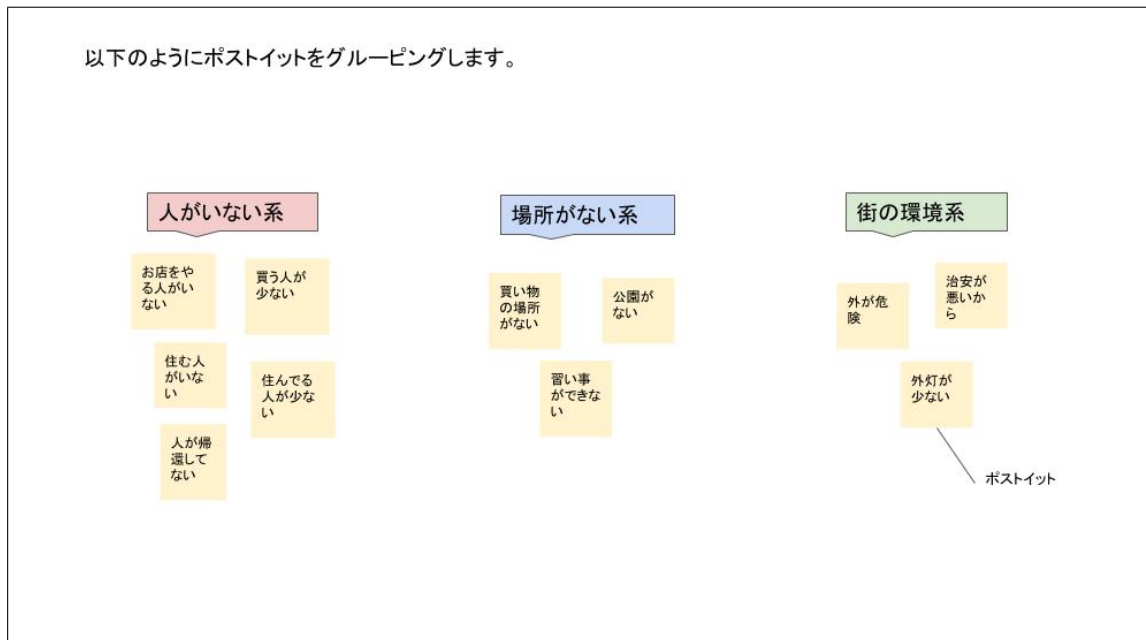 以下のようにポストイットをグルーピングします。
人がいない系
お店をや
る人がい
ない
買う人が
少ない
住む人
がいな
い
住んでる
人が少な
い
人が帰
還して
ない
場所がない系
買い物
の場所
がない
公園が
ない
習い事
ができな
い
街の環境系
外が危
険
治安が
悪いか
ら
外灯が
少ない
ポストイット